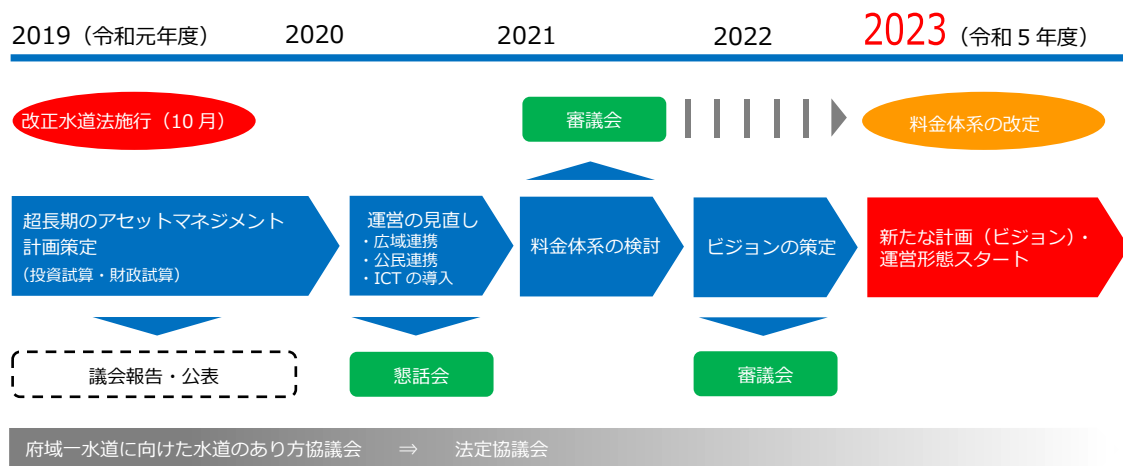 2019（令和元年度）
2020
2021
2022
2023（令和５年度）
改正水道法施行（10 月）
審議会
料金体系の改定
超長期のアセットマネジメント
計画策定
（投資試算・財政試算）
運営の見直し
・広域連携
・公民連携
・ICT の導入
料金体系の検討
ビジョンの策定
新たな計画（ビジョン）・
運営形態スタート
議会報告・公表
懇話会
審議会
府域一水道に向けた水道のあり方協議会　⇒　法定協議会